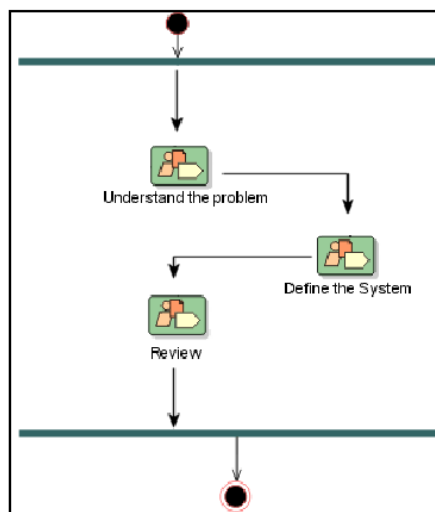 Understand the problem
Define the System
Review